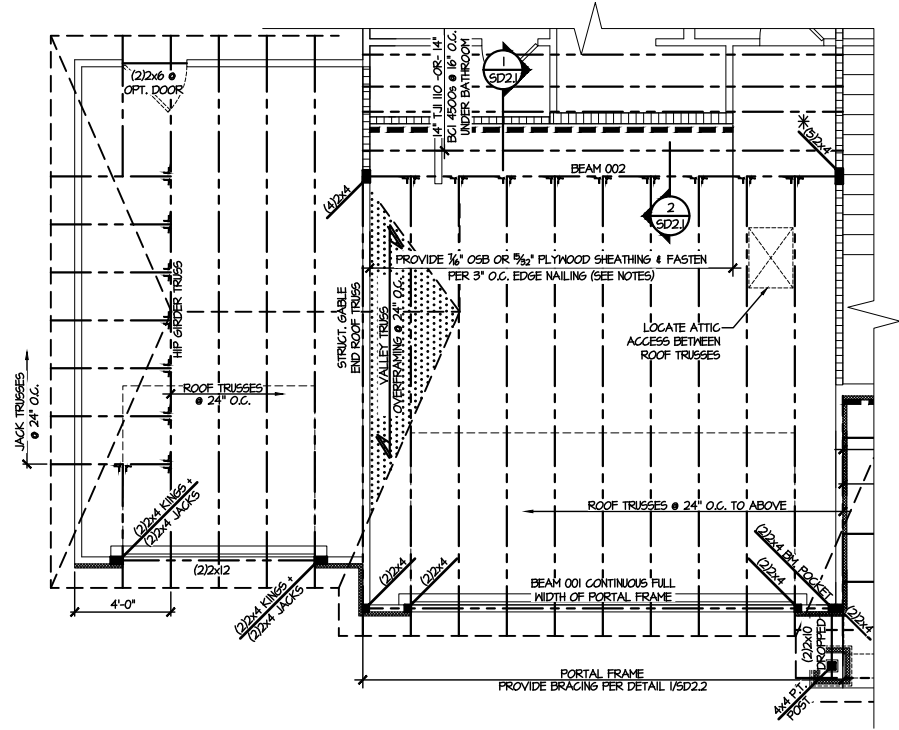 (2)2x6 @
OPT. DOOR
14" TJI 110 -OR- 14"
BCI 4500s @ 16" O.C.
UNDER BATHROOM
1
SD2.1
*
(5)2x4
BEAM 002
(4)2x4
2
SD2.1
PROVIDE 7/16" OSB OR 15/32" PLYWOOD SHEATHING & FASTEN
PER 3" O.C. EDGE NAILING (SEE NOTES)
HIP GIRDER TRUSS
STRUCT. GABLE
END ROOF TRUSS
VALLEY TRUSS
OVERFRAMING @ 24" O.C.
LOCATE ATTIC
ACCESS BETWEEN
ROOF TRUSSES
JACK TRUSSES
@ 24" O.C.
ROOF TRUSSES
@ 24" O.C.
ROOF TRUSSES @ 24" O.C. TO ABOVE
(2)2x4 KINGS +
(2)2x4 JACKS
(2)2x12
(2)2x4 KINGS +
(2)2x4 JACKS
4'-0"
(2)2x4
(2)2x4
BEAM 001 CONTINUOUS FULL
WIDTH OF PORTAL FRAME
(2)2x4
(2)2x4 BM. POCKET
(2)2x4
(2)2x10
DROPPED
PORTAL FRAME
PROVIDE BRACING PER DETAIL 1/SD2.2
4x4 P.T.
POST